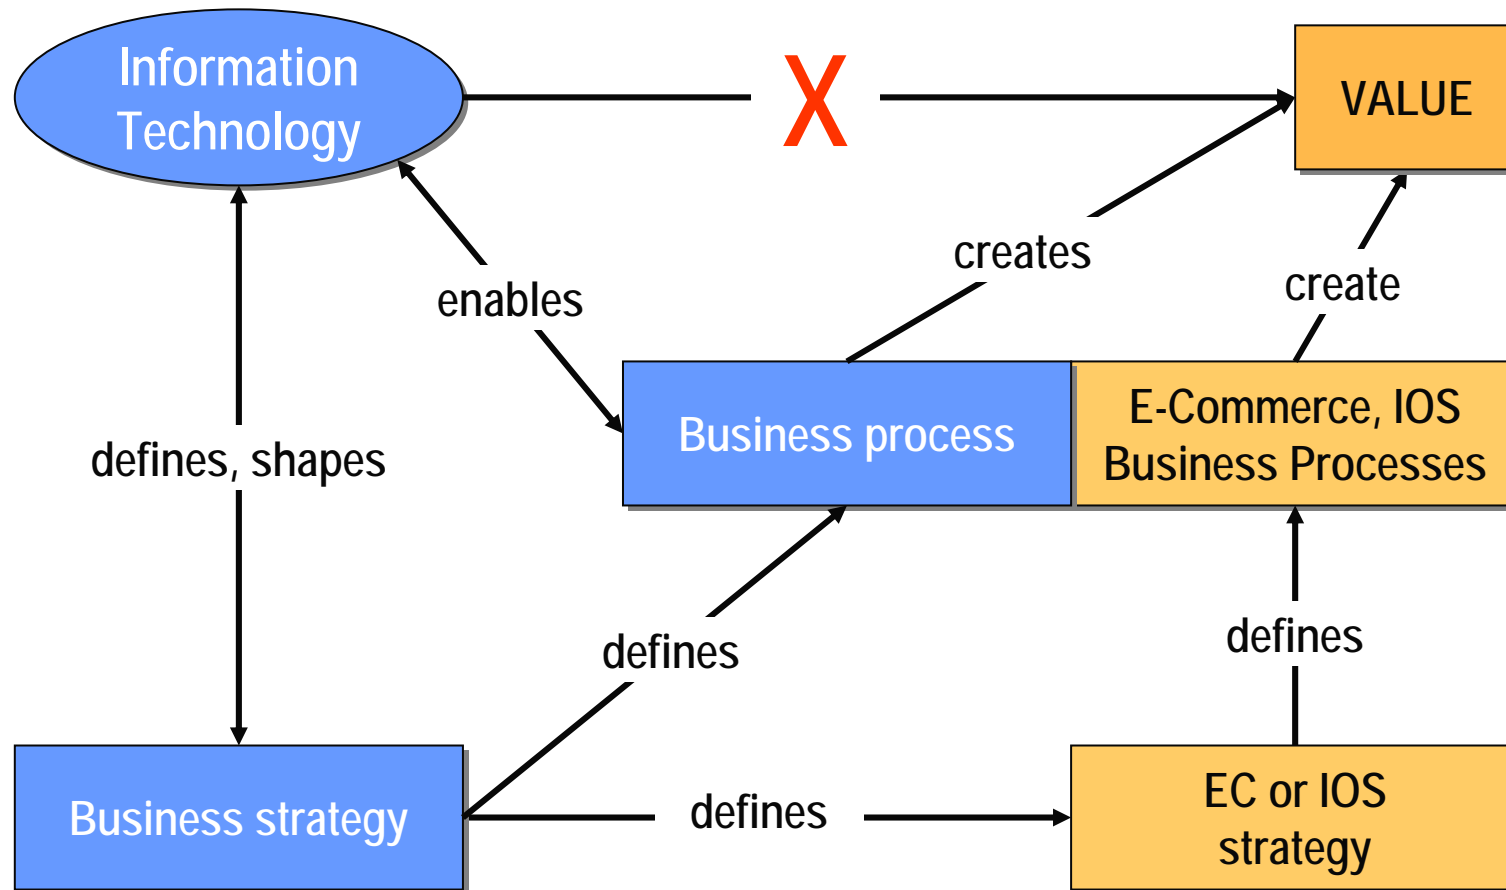 Information
Technology
X
VALUE
creates
create
enables
Business process
E-Commerce, IOS
Business Processes
defines, shapes
defines
defines
Business strategy
defines
EC or IOS
strategy